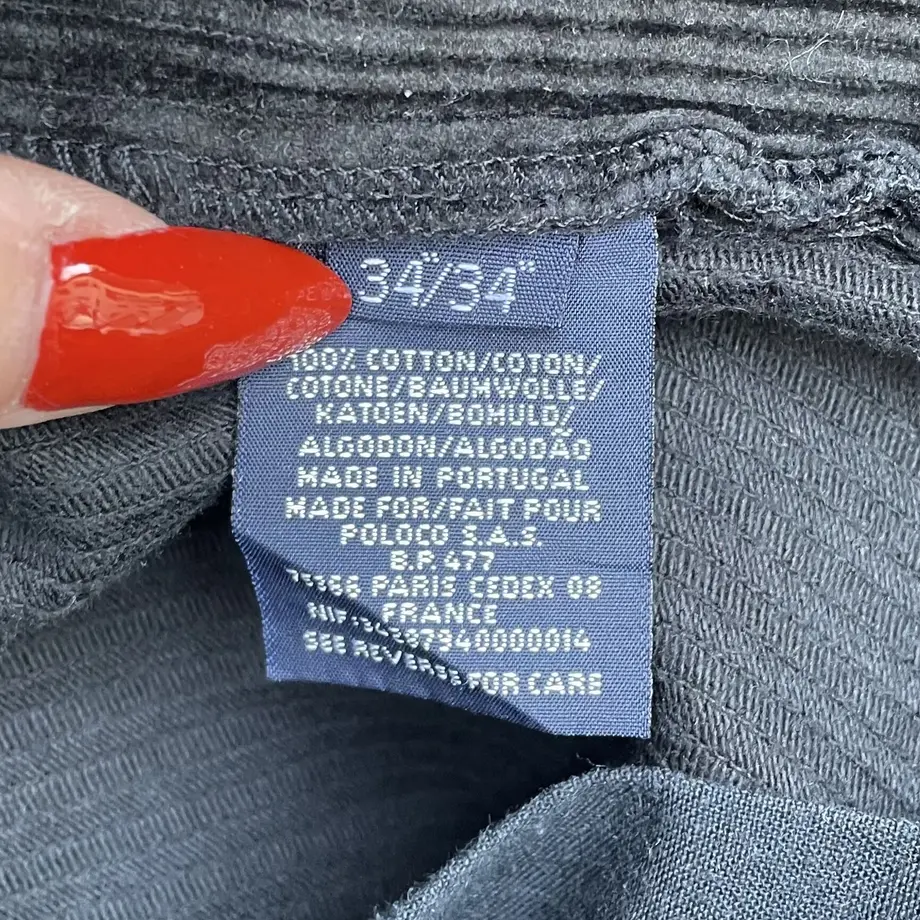 34"/34"
100% COTTON/COTON/
COTONE/BAUMWOLLE/
KATOEN/BOMULD/
ALGODON/ALGODÃO
MADE IN PORTUGAL
MADE FOR/FAIT POUR
POLOCO S.A.S.
B.P. 477
PARIS CEDEX 08
FRANCE
SEE REVERSE FOR CARE